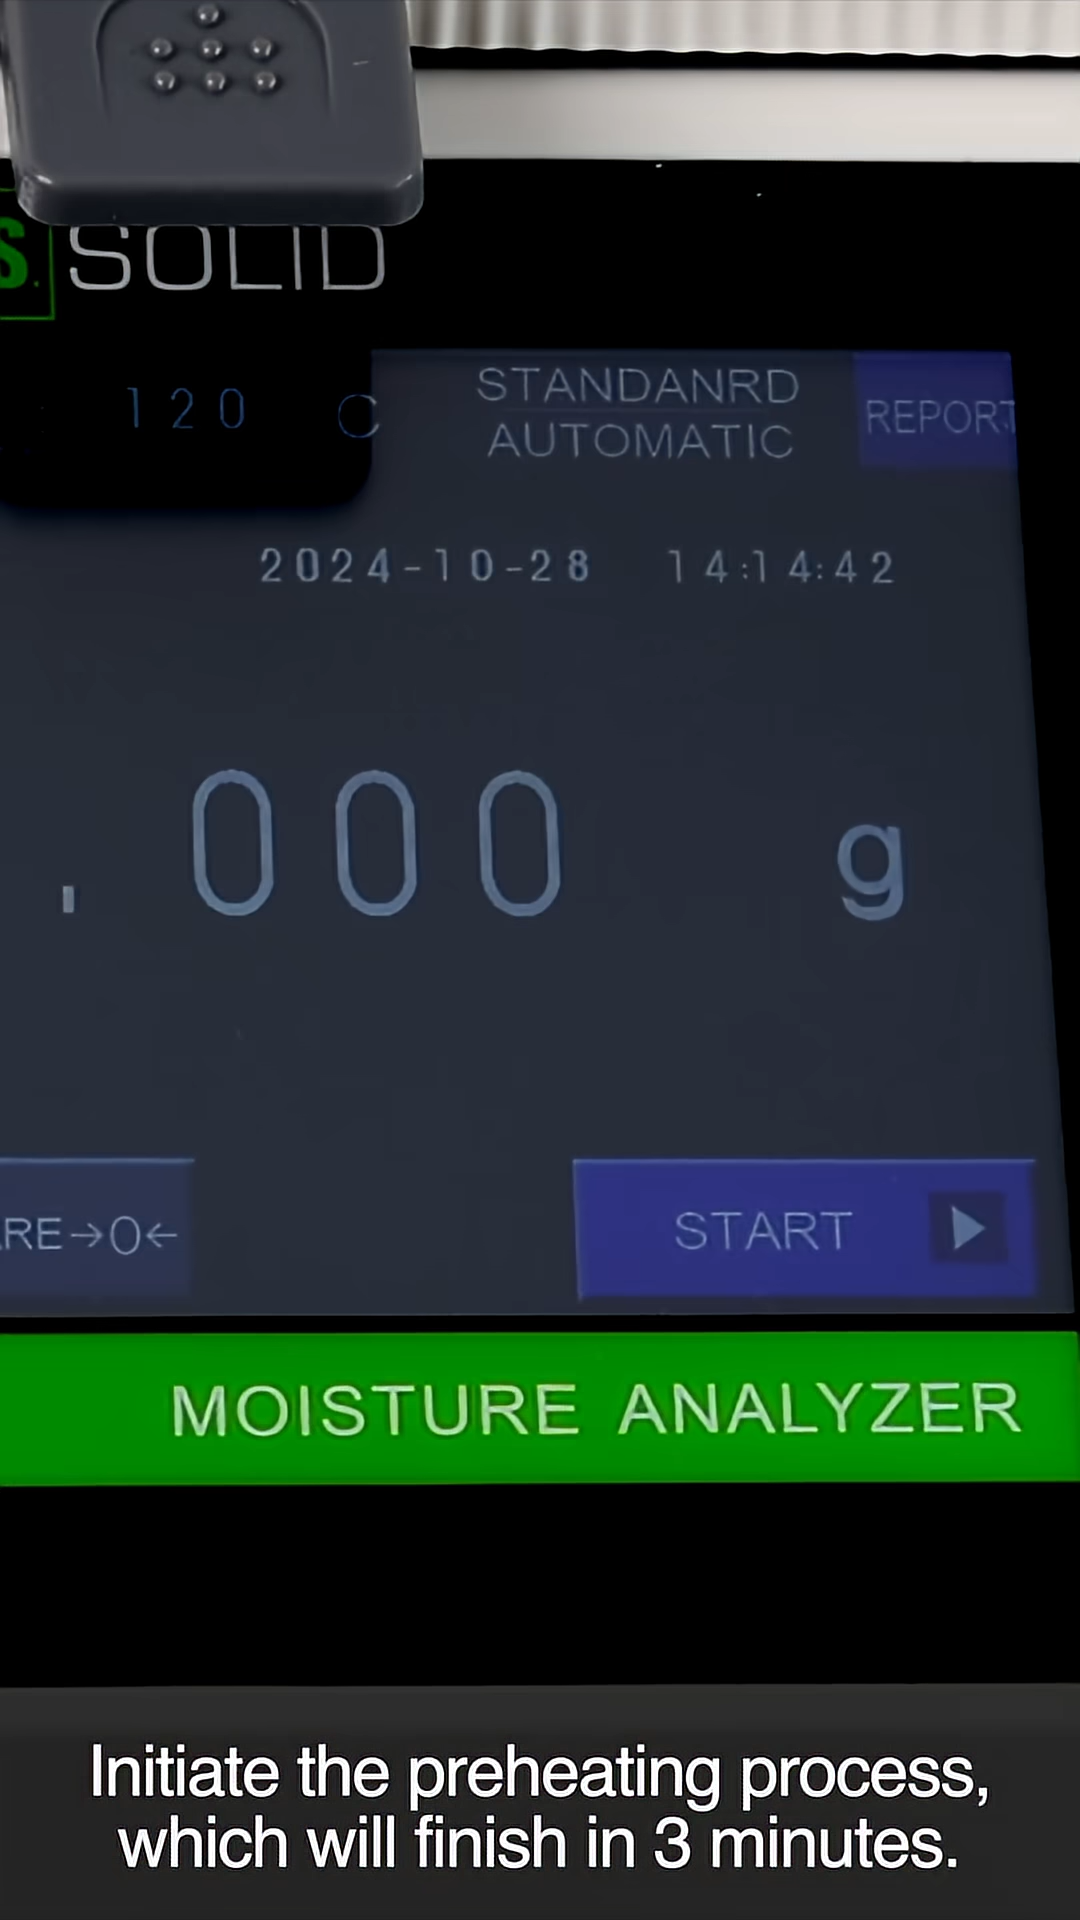 S. SOLID
120 C
STANDANRD
AUTOMATIC
REPORT
2024-10-28 14:14:42
.000 g
RE→0←
START
MOISTURE ANALYZER
Initiate the preheating process,
which will finish in 3 minutes.